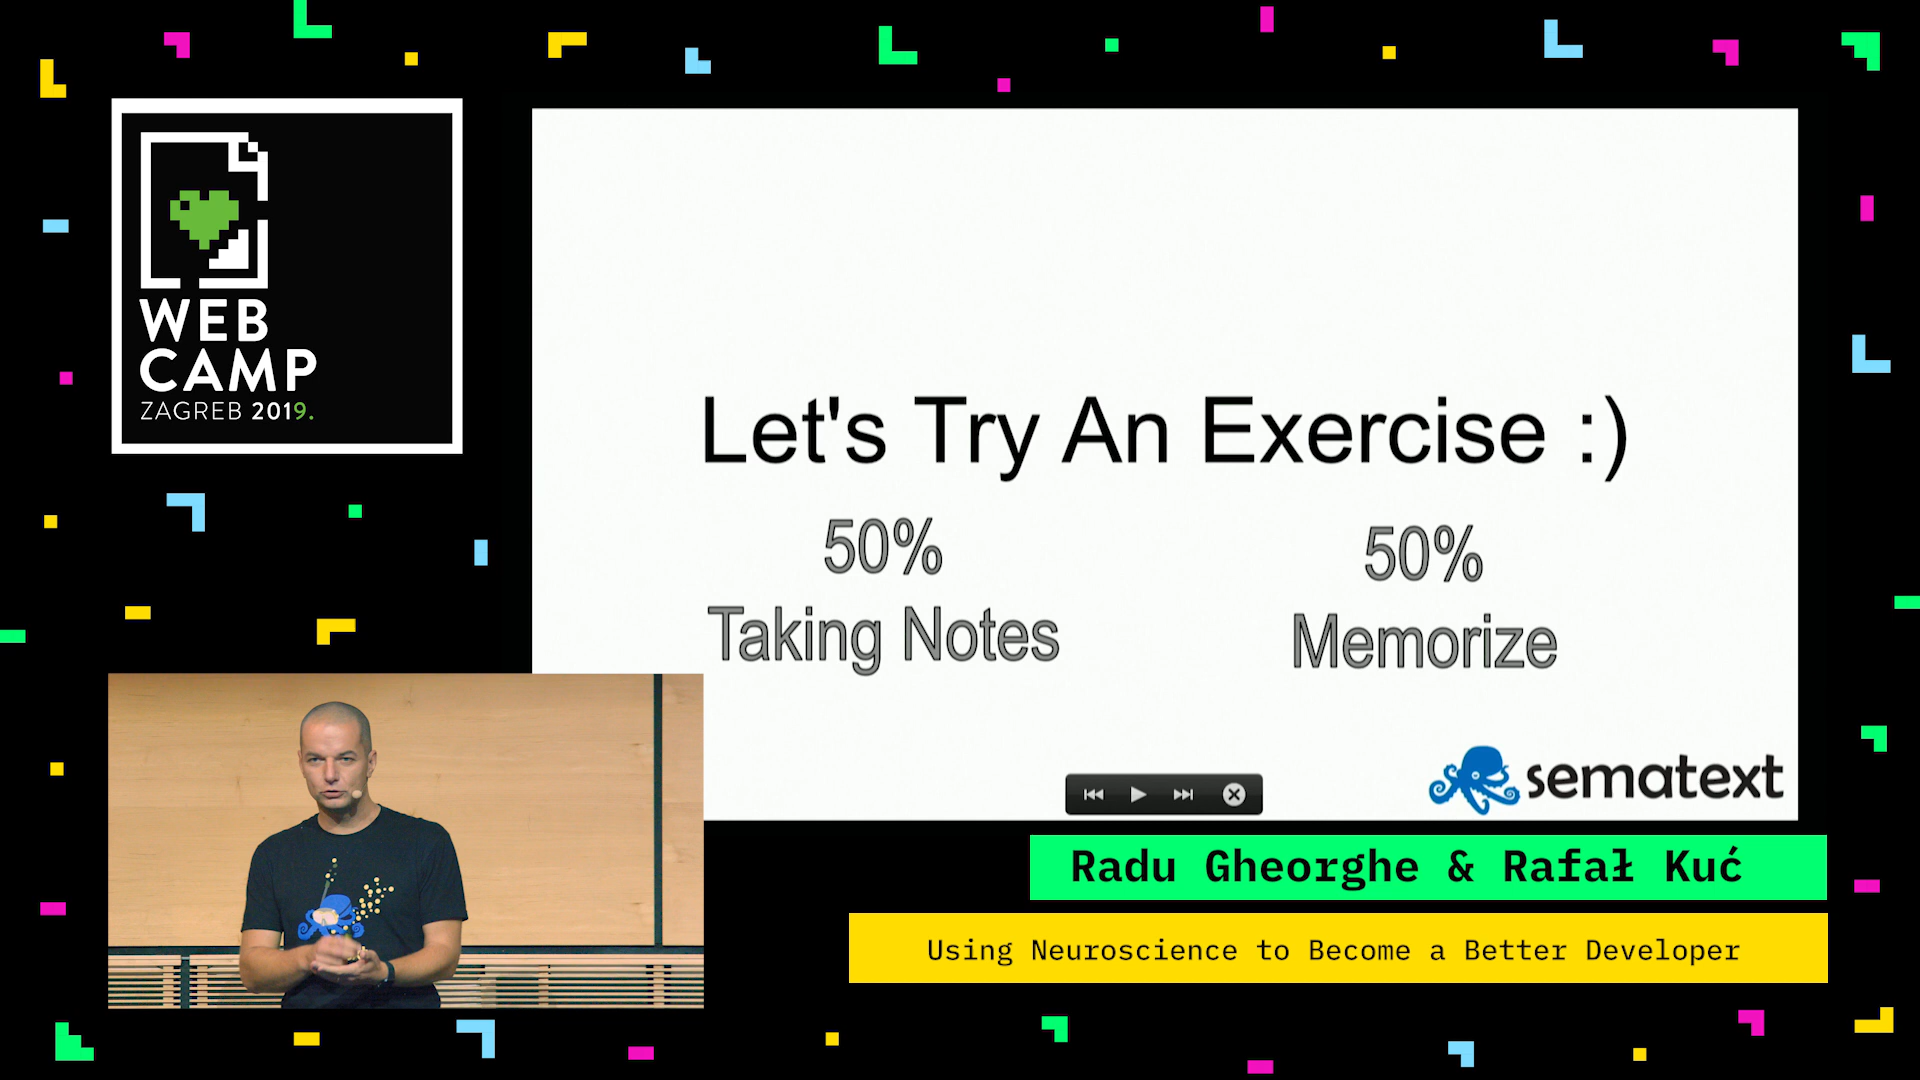 WEB
CAMP
ZAGREB 2019.
Let's Try An Exercise :)
50%
Taking Notes
50%
Memorize
sematext
Radu Gheorghe & Rafał Kuć
Using Neuroscience to Become a Better Developer